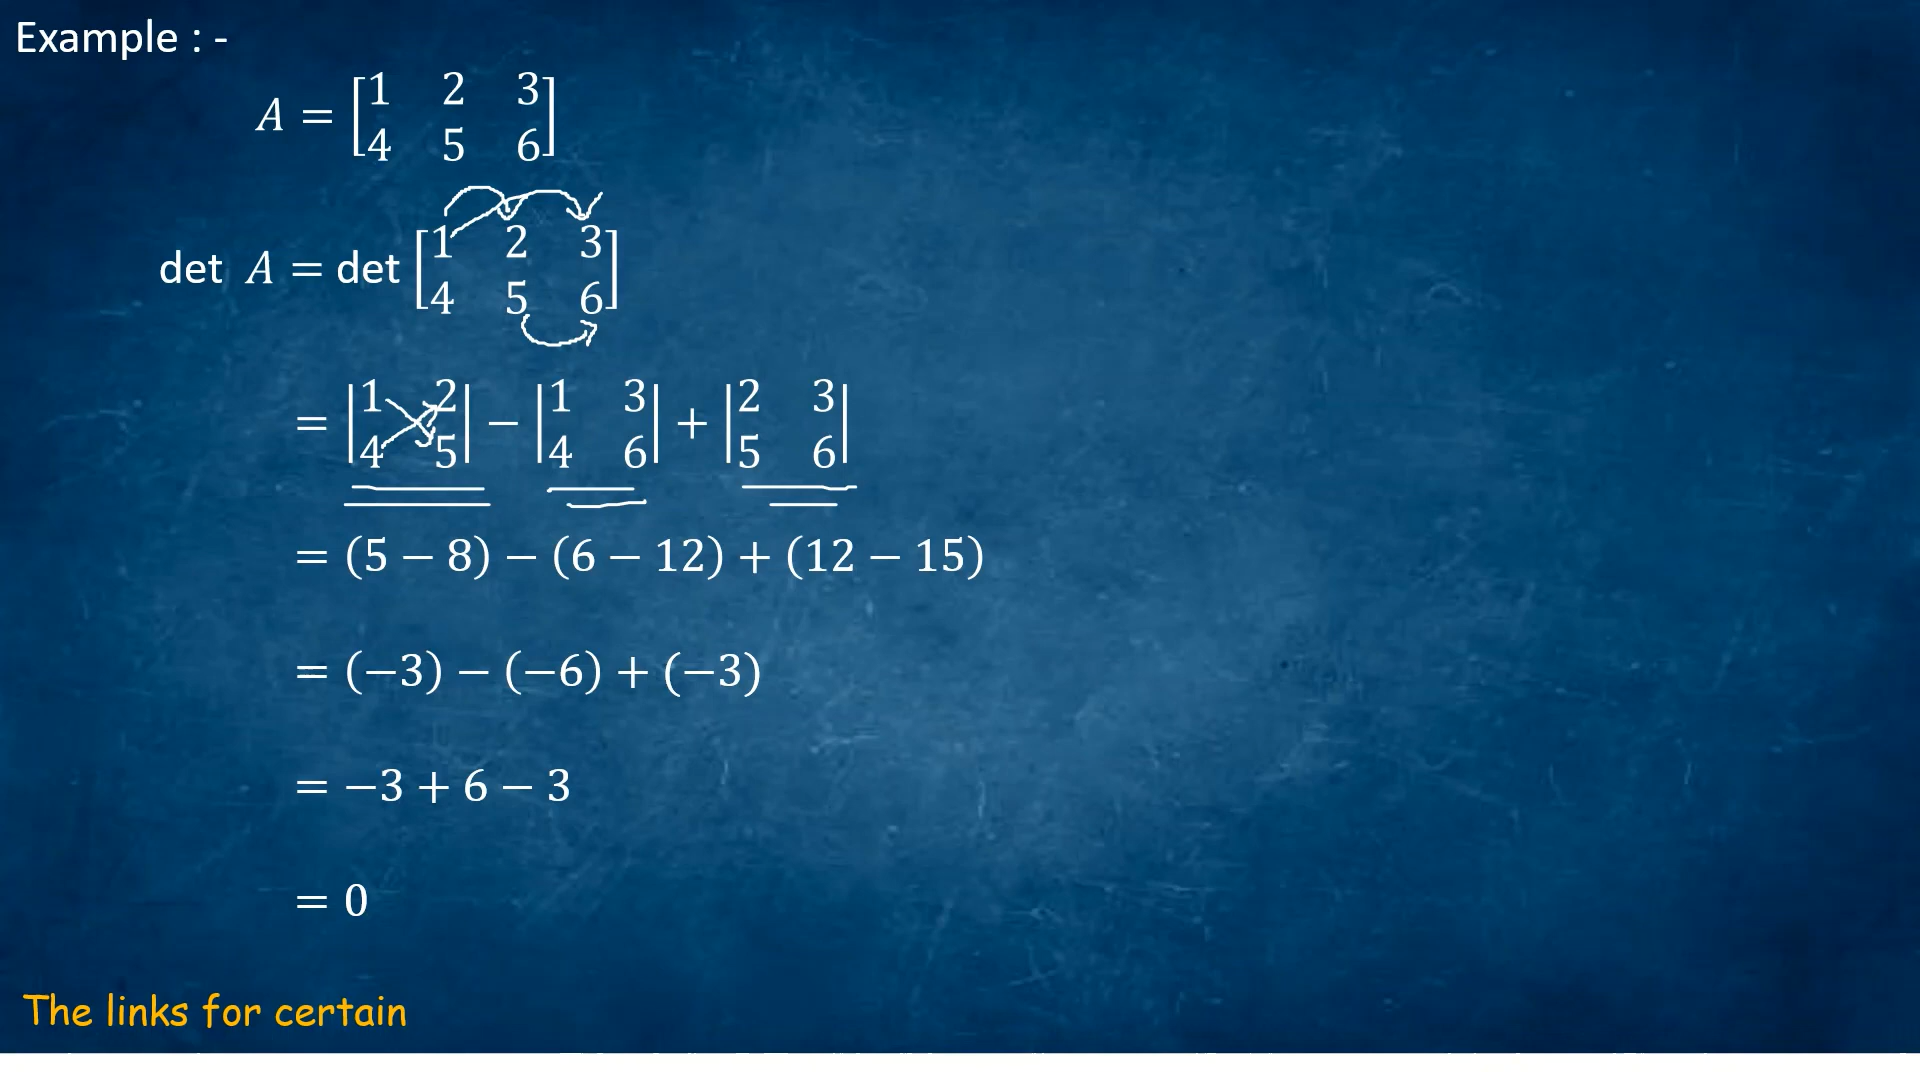 Example : -
A = [1 2 3
4 5 6]
det A = det [1 2 3
4 5 6]
= |1 2| − |1 3| + |2 3|
|4 5| |4 6| |5 6|
= (5 − 8) − (6 − 12) + (12 − 15)
= (−3) − (−6) + (−3)
= −3 + 6 − 3
= 0
The links for certain